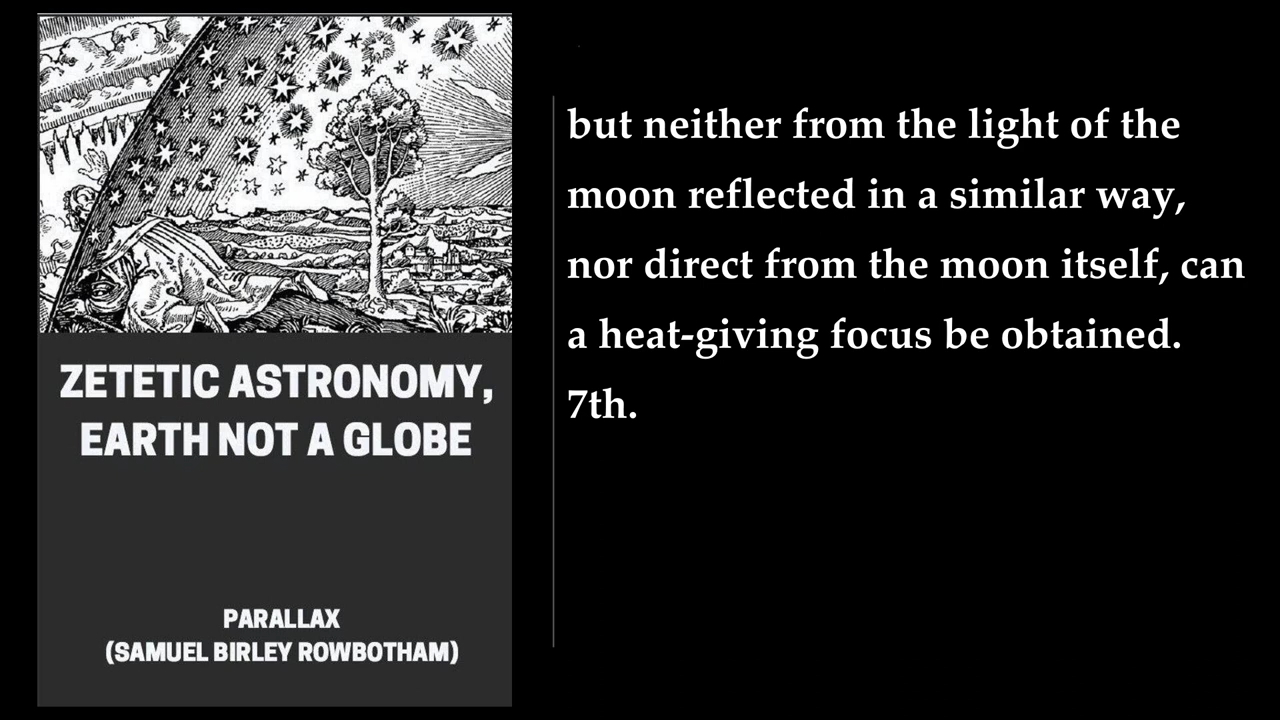 ZETETIC ASTRONOMY,
EARTH NOT A GLOBE
PARALLAX
(SAMUEL BIRLEY ROWBOTHAM)
but neither from the light of the
moon reflected in a similar way,
nor direct from the moon itself, can
a heat-giving focus be obtained.
7th.